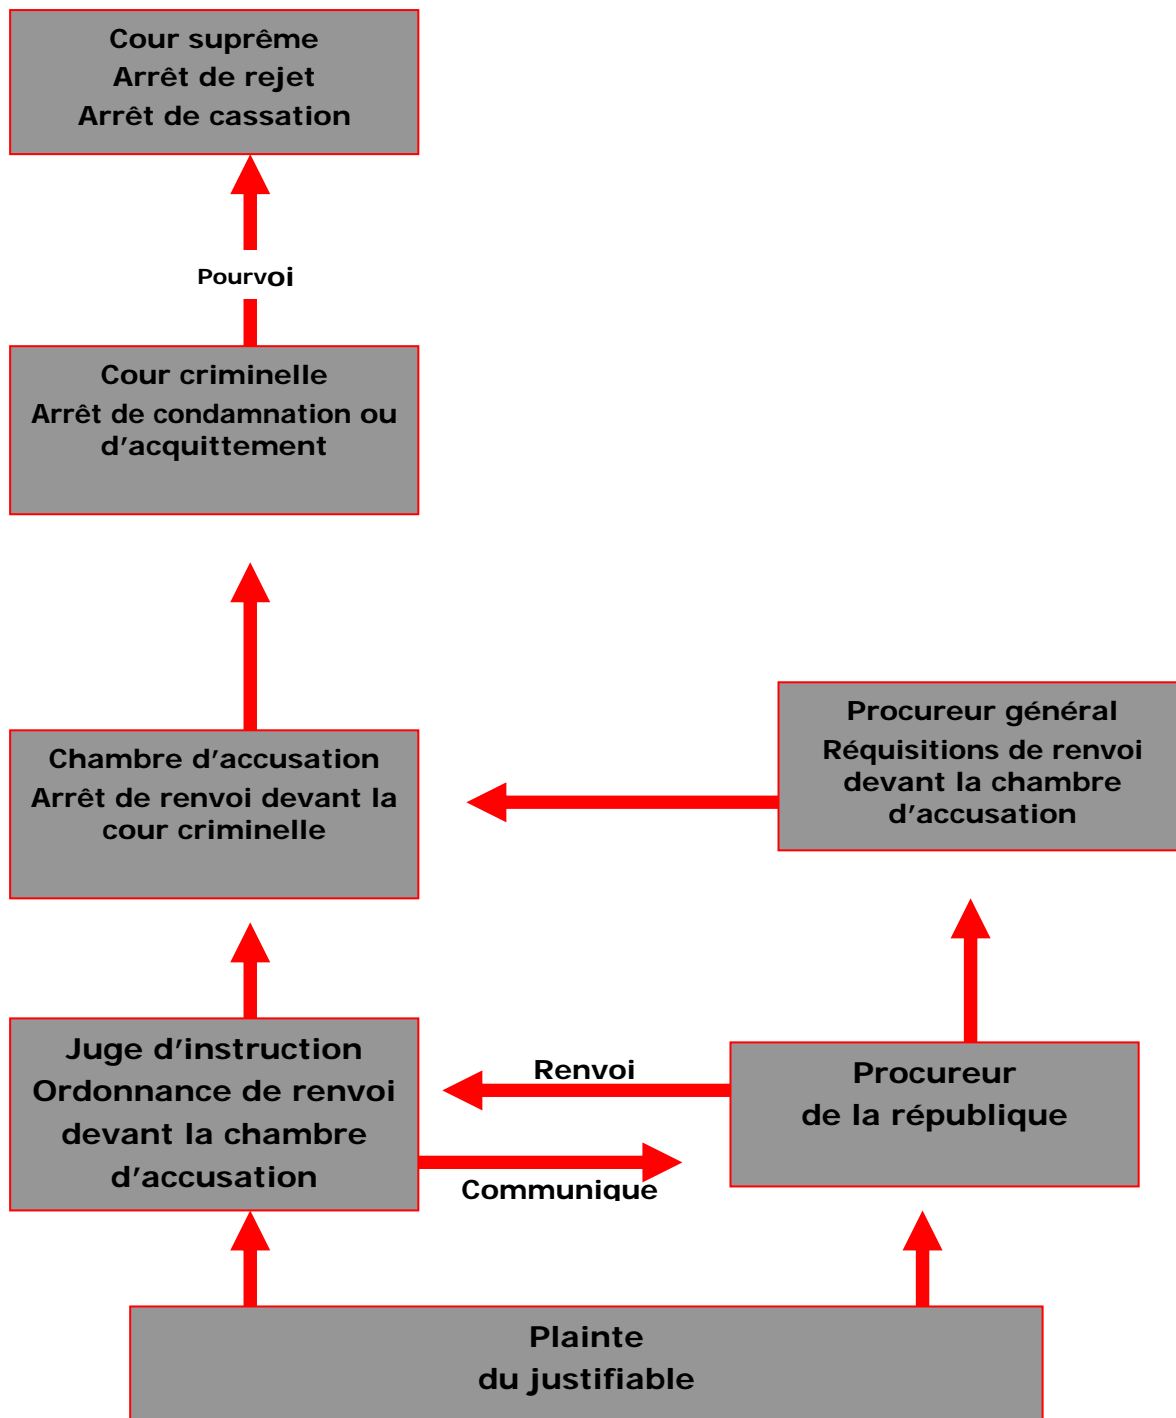 Cour suprême
Arrêt de rejet
Arrêt de cassation
Pourvoi
Cour criminelle
Arrêt de condamnation ou
d’acquittement
Procureur général
Réquisitions de renvoi
devant la chambre
d’accusation
Chambre d’accusation
Arrêt de renvoi devant la
cour criminelle
Juge d’instruction
Ordonnance de renvoi
devant la chambre
d’accusation
Renvoi
Communique
Procureur
de la république
Plainte
du justifiable